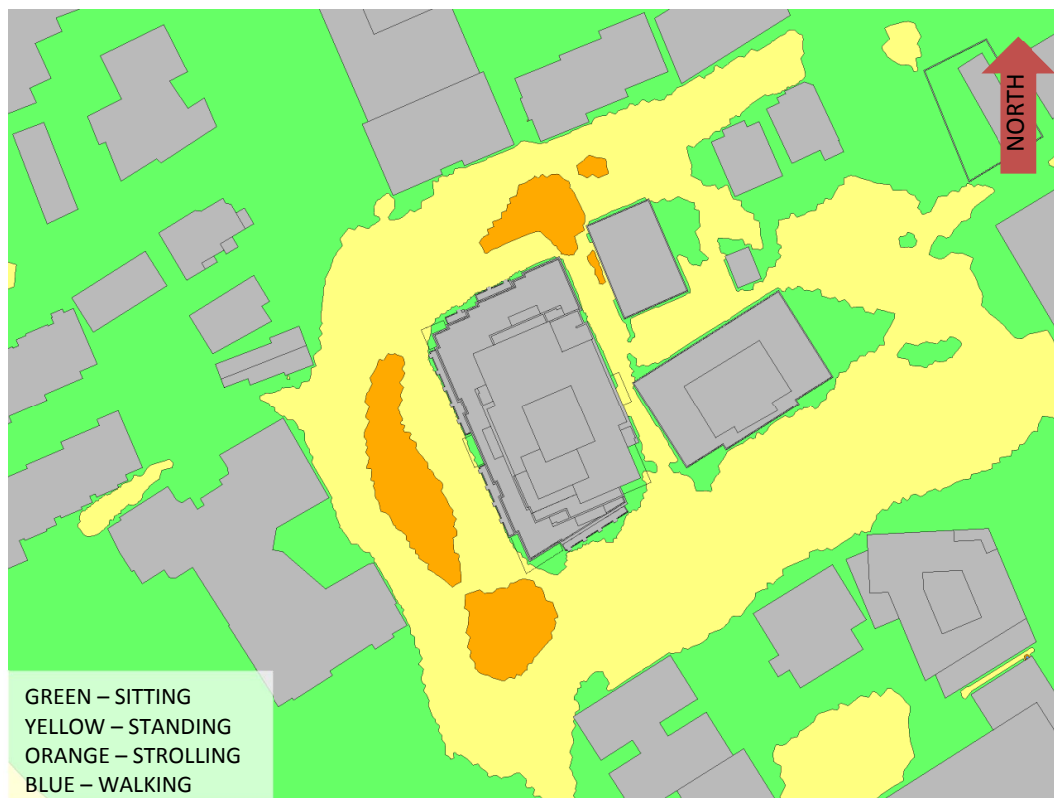 NORTH
GREEN – SITTING
YELLOW – STANDING
ORANGE – STROLLING
BLUE – WALKING